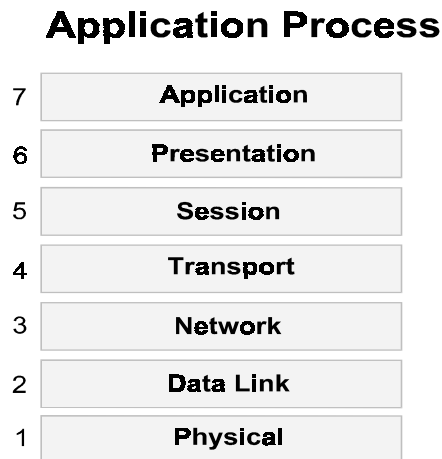 Application Process
7 Application
6 Presentation
5 Session
4 Transport
3 Network
2 Data Link
1 Physical